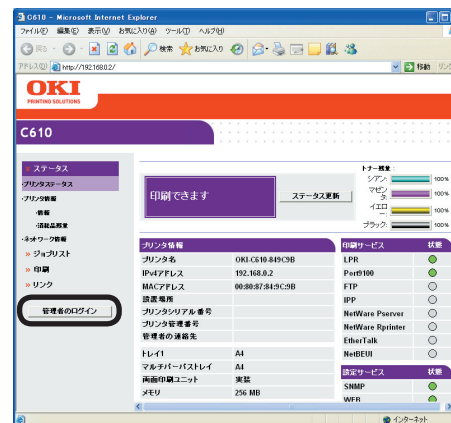 C610 - Microsoft Internet Explorer
ファイル(F) 編集(E) 表示(V) お気に入り(A) ツール(T) ヘルプ(H)
戻る 検索 お気に入り
アドレス(D) http://192.168.0.2/ 移動 リンク
OKI
PRINTING SOLUTIONS
C610
ステータス
プリンタステータス
プリンタ情報
・情報
・消耗品残量
ネットワーク情報
ジョブリスト
印刷
リンク
管理者のログイン
印刷できます
ステータス更新
トナー残量:
シアン: 100%
マゼンタ: 100%
イエロー: 100%
ブラック: 100%
プリンタ情報
プリンタ名 OKI-C610-849C9B
IPv4アドレス 192.168.0.2
MACアドレス 00:80:87:84:9C:9B
設置場所
プリンタシリアル番号
プリンタ管理番号
管理者の連絡先
トレイ1 A4
マルチパーパストレイ A4
両面印刷ユニット 実装
メモリ 256 MB
印刷サービス 状態
LPR
Port9100
FTP
IPP
NetWare Pserver
NetWare Rprinter
EtherTalk
NetBEUI
設定サービス 状態
SNMP
WEB
インターネット